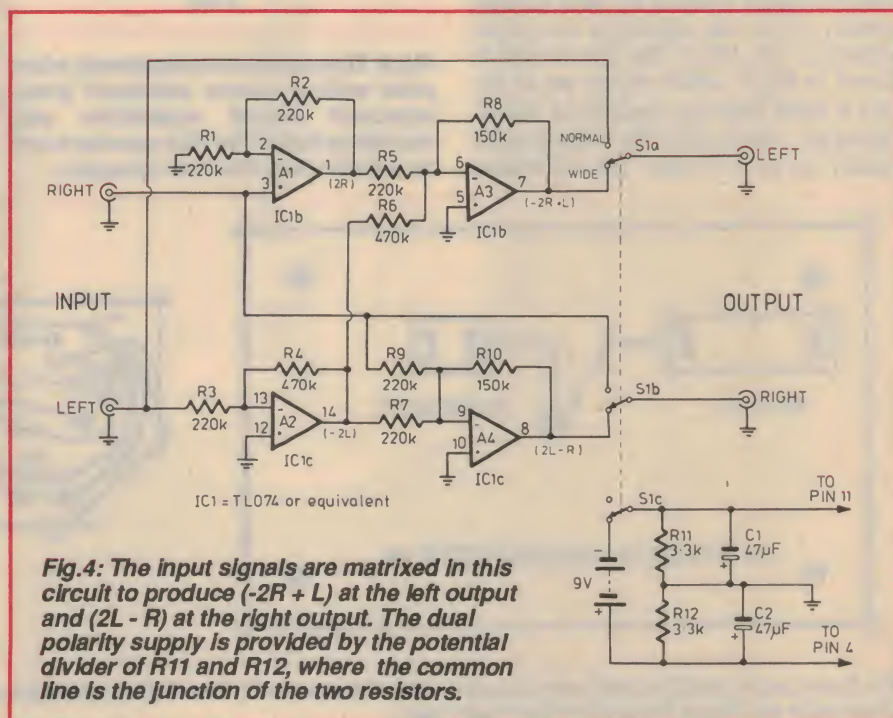 R2
220k
R8
150k
R1
220k
2
3
1
A1
(2R)
IC1b
R5
220k
R6
470k
6
5
7
A3
(-2R+L)
IC1b
NORMAL
WIDE
S1a
LEFT
RIGHT
INPUT
OUTPUT
R4
470k
R9
220k
R10
150k
LEFT
R3
220k
13
12
14
A2
(-2L)
IC1c
R7
220k
9
10
8
A4
(2L-R)
IC1c
S1b
RIGHT
IC1 = TL074 or equivalent
S1c
TO
PIN 11
R11
3·3k
C1
47µF
9V
R12
3·3k
C2
47µF
TO
PIN 4
Fig.4: The input signals are matrixed in this
circuit to produce (-2R + L) at the left output
and (2L - R) at the right output. The dual
polarity supply is provided by the potential
divider of R11 and R12, where the common
line is the junction of the two resistors.